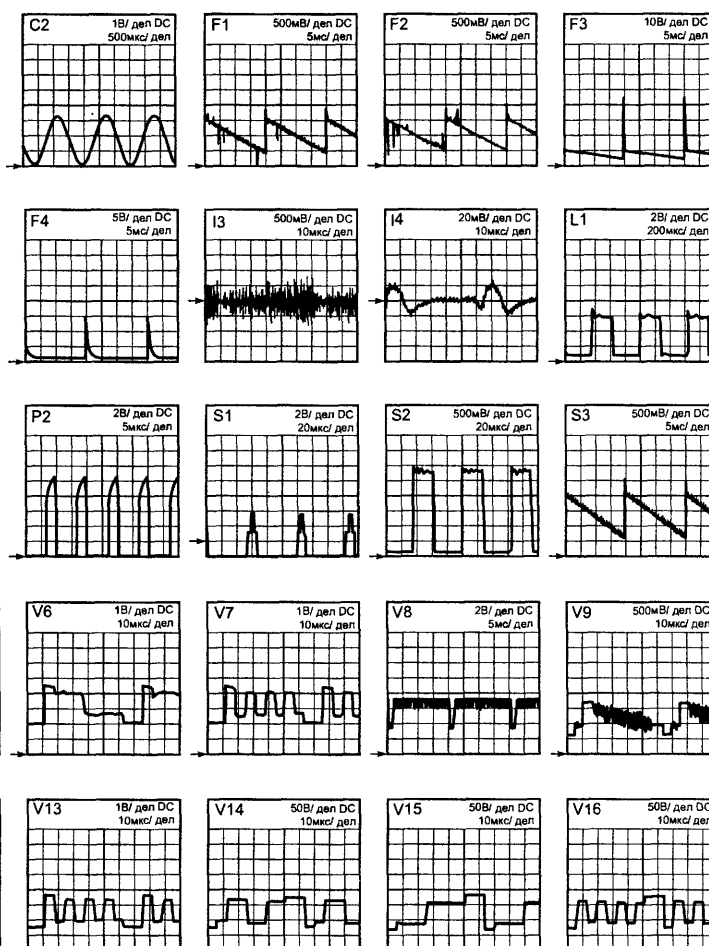 C2 1В/ дел DC
500мкс/ дел
F1 500мВ/ дел DC
5мс/ дел
F2 500мВ/ дел DC
5мс/ дел
F3 10В/ дел DC
5мс/ дел
F4 5В/ дел DC
5мс/ дел
I3 500мВ/ дел DC
10мкс/ дел
I4 20мВ/ дел DC
10мкс/ дел
L1 2В/ дел DC
200мкс/ дел
P2 2В/ дел DC
5мкс/ дел
S1 2В/ дел DC
20мкс/ дел
S2 500мВ/ дел DC
20мкс/ дел
S3 500мВ/ дел DC
5мс/ дел
V6 1В/ дел DC
10мкс/ дел
V7 1В/ дел DC
10мкс/ дел
V8 2В/ дел DC
5мс/ дел
V9 500мВ/ дел DC
10мкс/ дел
V13 1В/ дел DC
10мкс/ дел
V14 50В/ дел DC
10мкс/ дел
V15 50В/ дел DC
10мкс/ дел
V16 50В/ дел DC
10мкс/ дел